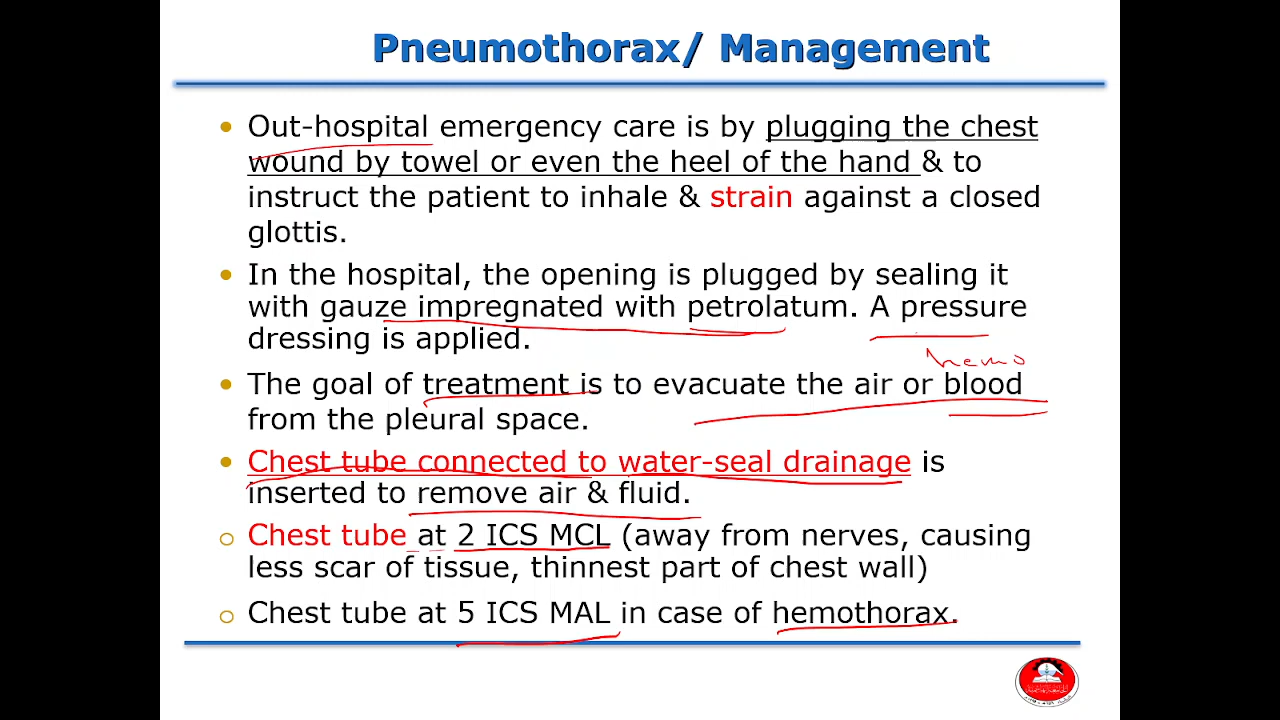 Pneumothorax/ Management
• Out-hospital emergency care is by plugging the chest
wound by towel or even the heel of the hand & to
instruct the patient to inhale & strain against a closed
glottis.
• In the hospital, the opening is plugged by sealing it
with gauze impregnated with petrolatum. A pressure
dressing is applied.
hemo
• The goal of treatment is to evacuate the air or blood
from the pleural space.
• Chest tube connected to water-seal drainage is
inserted to remove air & fluid.
o Chest tube at 2 ICS MCL (away from nerves, causing
less scar of tissue, thinnest part of chest wall)
o Chest tube at 5 ICS MAL in case of hemothorax.